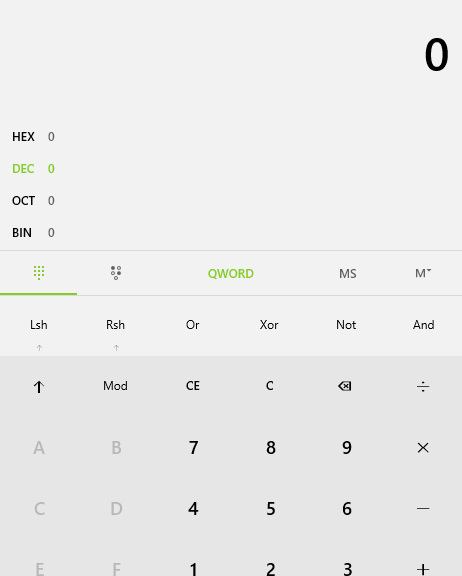 0
HEX 0
DEC 0
OCT 0
BIN 0
QWORD MS M
Lsh Rsh Or Xor Not And
↑ Mod CE C ÷
A B 7 8 9 ×
C D 4 5 6 −
E F 1 2 3 +